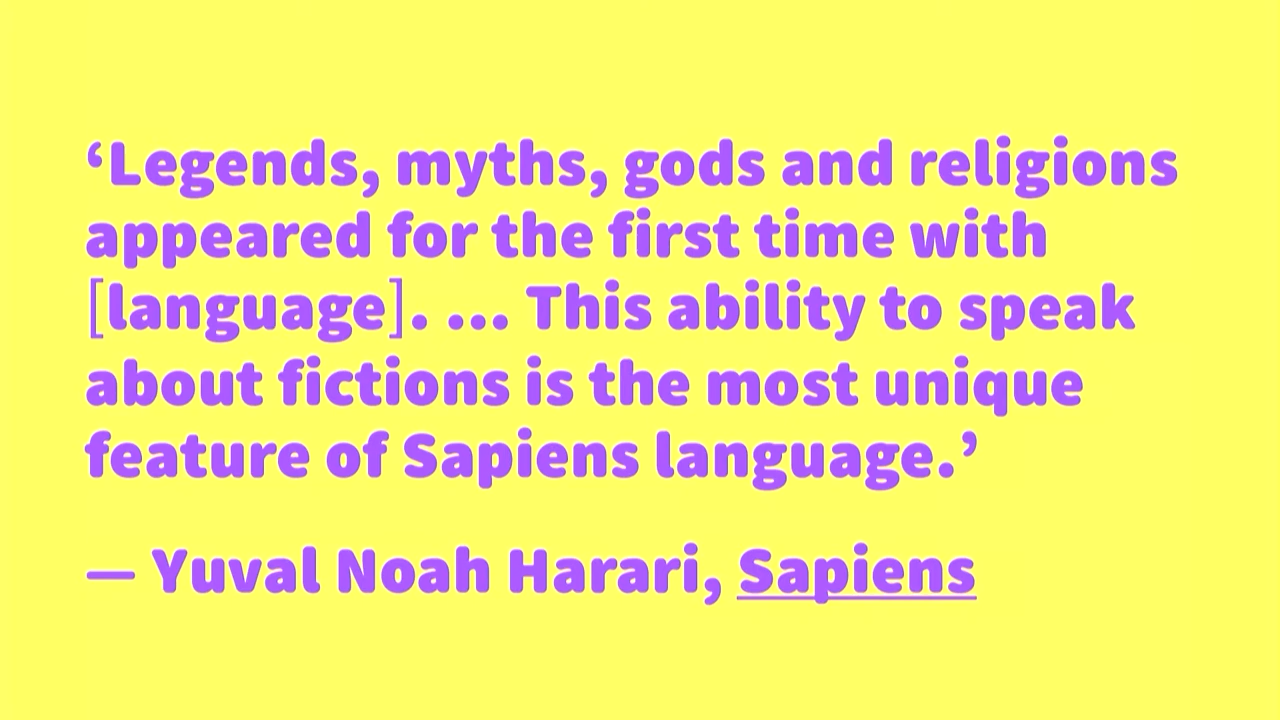 ‘Legends, myths, gods and religions
appeared for the first time with
[language]. ... This ability to speak
about fictions is the most unique
feature of Sapiens language.’
— Yuval Noah Harari, Sapiens